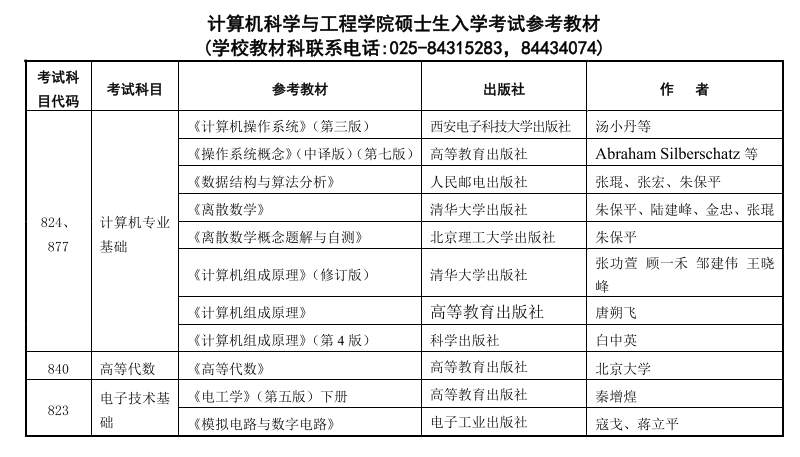 计算机科学与工程学院硕士生入学考试参考教材
(学校教材科联系电话:025-84315283，84434074)
考试科目代码 考试科目 参考教材 出版社 作 者
824、877 计算机专业基础
《计算机操作系统》（第三版） 西安电子科技大学出版社 汤小丹等
《操作系统概念》（中译版）（第七版） 高等教育出版社 Abraham Silberschatz 等
《数据结构与算法分析》 人民邮电出版社 张琨、张宏、朱保平
《离散数学》 清华大学出版社 朱保平、陆建峰、金忠、张琨
《离散数学概念题解与自测》 北京理工大学出版社 朱保平
《计算机组成原理》（修订版） 清华大学出版社 张功萱 顾一禾 邹建伟 王晓峰
《计算机组成原理》 高等教育出版社 唐朔飞
《计算机组成原理》（第 4 版） 科学出版社 白中英
840 高等代数 《高等代数》 高等教育出版社 北京大学
823 电子技术基础
《电工学》（第五版）下册 高等教育出版社 秦增煌
《模拟电路与数字电路》 电子工业出版社 寇戈、蒋立平